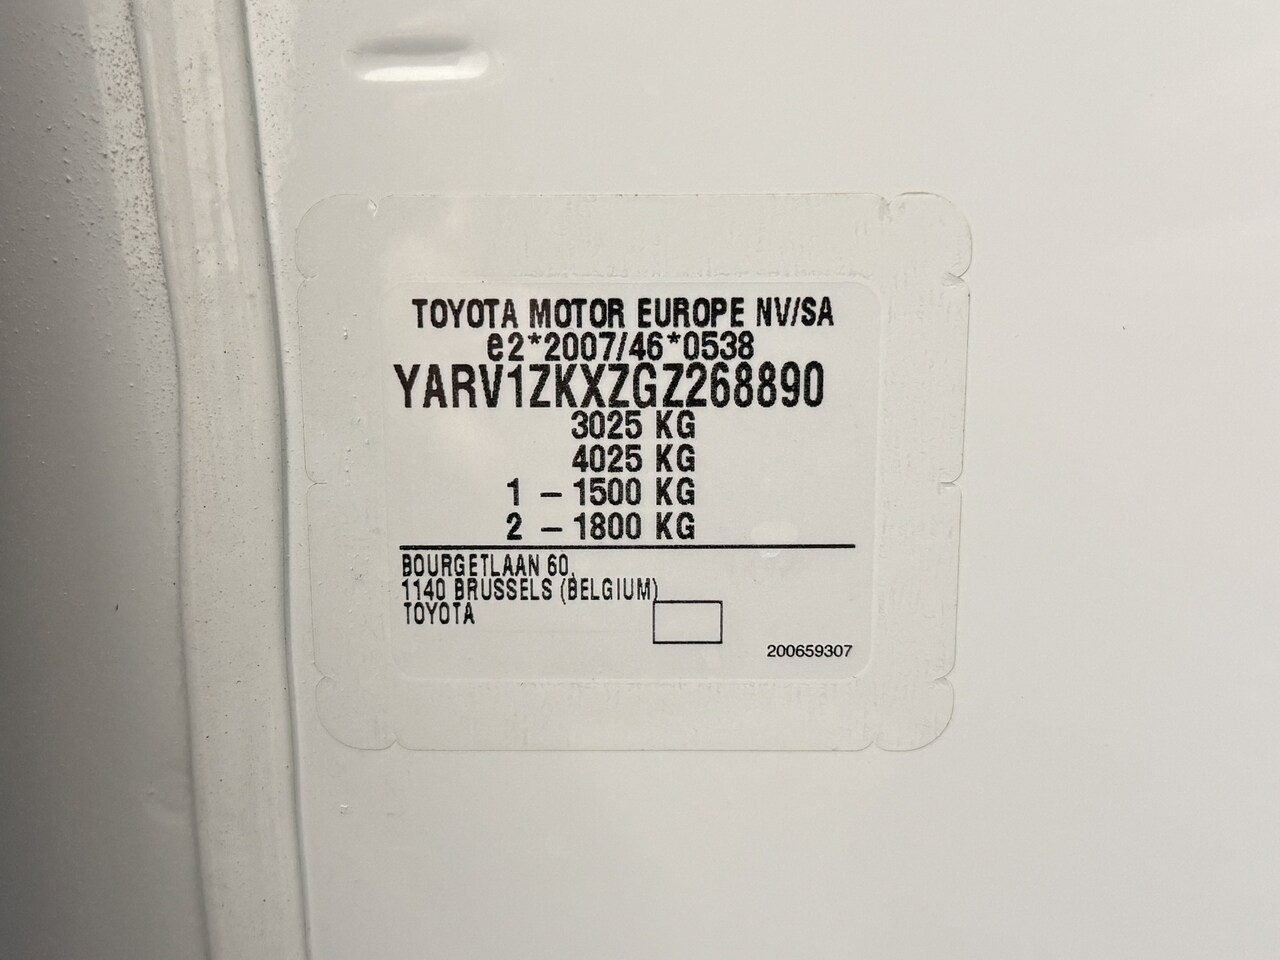 TOYOTA MOTOR EUROPE NV/SA
e2*2007/46*0538
YARV1ZKXZGZ268890
3025 KG
4025 KG
1 – 1500 KG
2 – 1800 KG
BOURGETLAAN 60,
1140 BRUSSELS (BELGIUM)
TOYOTA
200659307